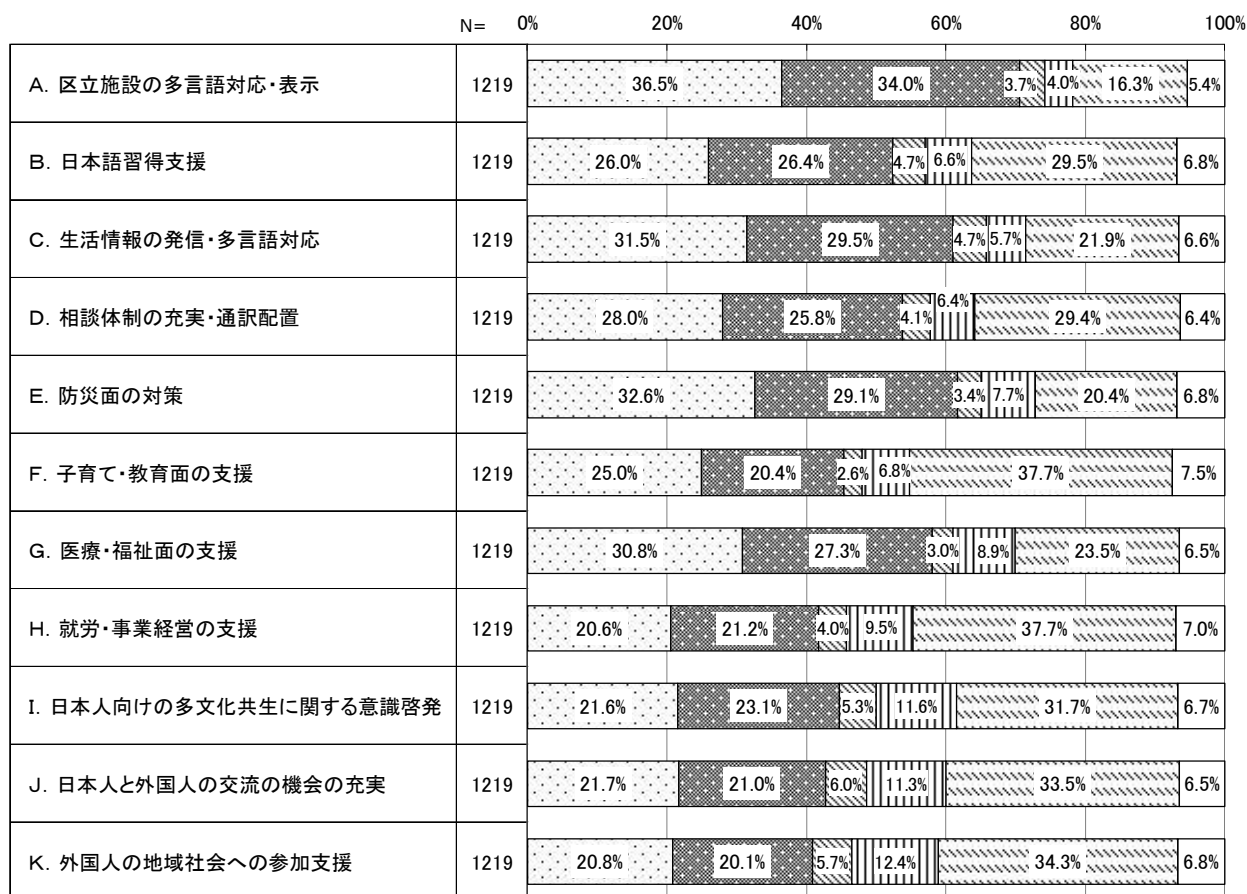 N= 0% 20% 40% 60% 80% 100%
A. 区立施設の多言語対応・表示 1219 36.5% 34.0% 3.7% 4.0% 16.3% 5.4%
B. 日本語習得支援 1219 26.0% 26.4% 4.7% 6.6% 29.5% 6.8%
C. 生活情報の発信・多言語対応 1219 31.5% 29.5% 4.7% 5.7% 21.9% 6.6%
D. 相談体制の充実・通訳配置 1219 28.0% 25.8% 4.1% 6.4% 29.4% 6.4%
E. 防災面の対策 1219 32.6% 29.1% 3.4% 7.7% 20.4% 6.8%
F. 子育て・教育面の支援 1219 25.0% 20.4% 2.6% 6.8% 37.7% 7.5%
G. 医療・福祉面の支援 1219 30.8% 27.3% 3.0% 8.9% 23.5% 6.5%
H. 就労・事業経営の支援 1219 20.6% 21.2% 4.0% 9.5% 37.7% 7.0%
I. 日本人向けの多文化共生に関する意識啓発 1219 21.6% 23.1% 5.3% 11.6% 31.7% 6.7%
J. 日本人と外国人の交流の機会の充実 1219 21.7% 21.0% 6.0% 11.3% 33.5% 6.5%
K. 外国人の地域社会への参加支援 1219 20.8% 20.1% 5.7% 12.4% 34.3% 6.8%